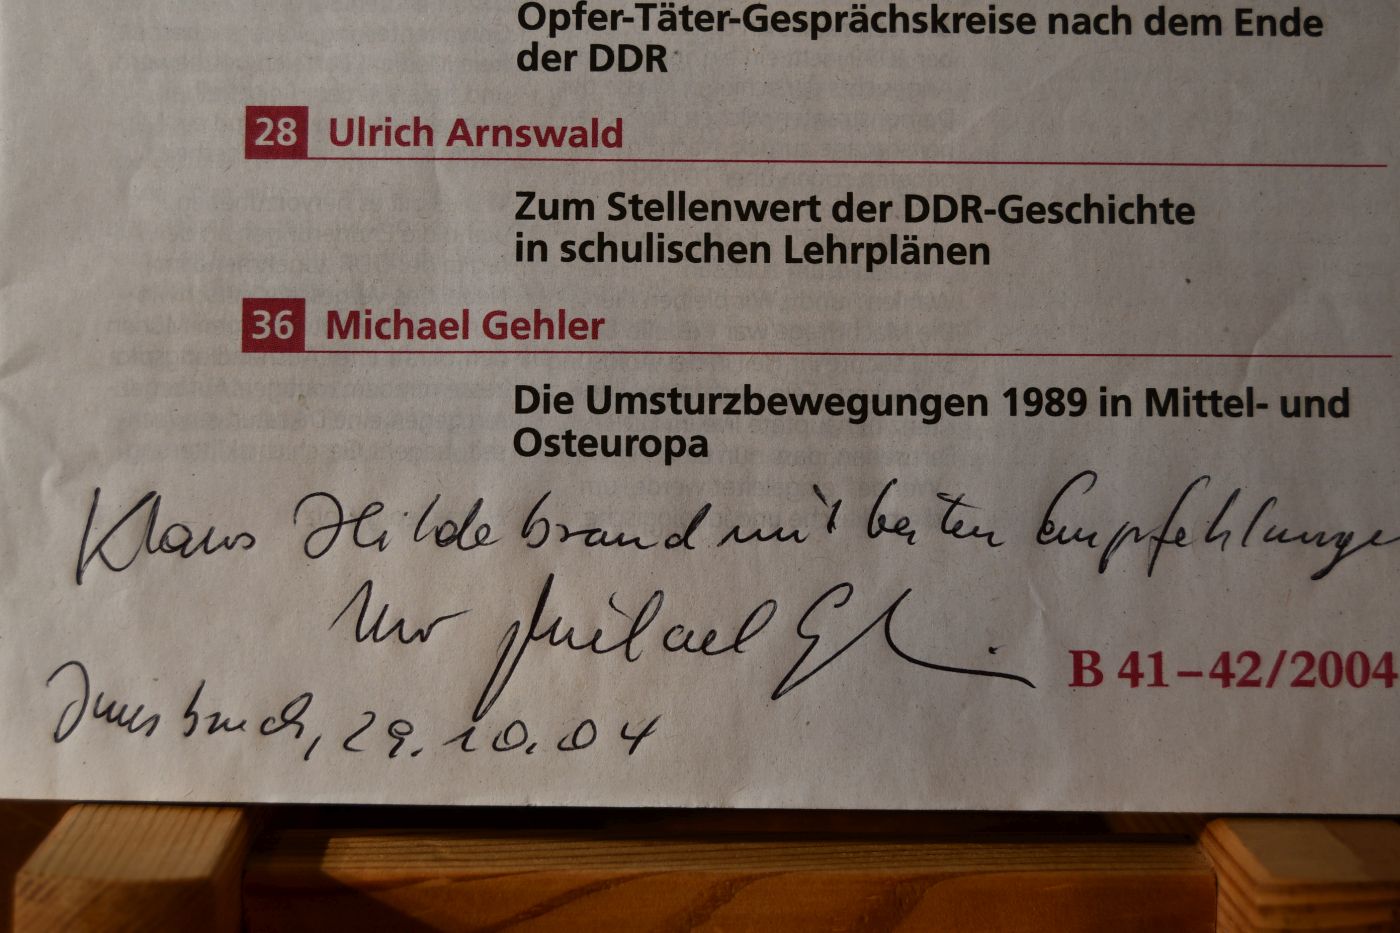 Opfer-Täter-Gesprächskreise nach dem Ende
der DDR
28 Ulrich Arnswald
Zum Stellenwert der DDR-Geschichte
in schulischen Lehrplänen
36 Michael Gehler
Die Umsturzbewegungen 1989 in Mittel- und
Osteuropa
Klaus Hildebrand mit besten Empfehlungen
Michael Gehler
B 41–42/2004
Innsbruck, 29.10.04